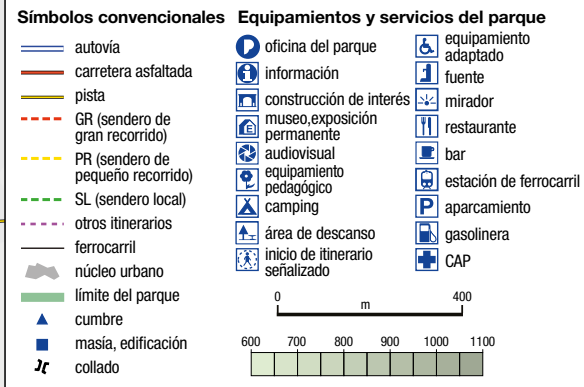 Símbolos convencionales
autovía
carretera asfaltada
pista
GR (sendero de
gran recorrido)
PR (sendero de
pequeño recorrido)
SL (sendero local)
otros itinerarios
ferrocarril
núcleo urbano
límite del parque
cumbre
masía, edificación
collado
Equipamientos y servicios del parque
oficina del parque
información
construcción de interés
museo,exposición
permanente
audiovisual
equipamiento
pedagógico
camping
área de descanso
inicio de itinerario
señalizado
equipamiento
adaptado
fuente
mirador
restaurante
bar
estación de ferrocarril
P aparcamiento
gasolinera
CAP
0 m 400
600 700 800 900 1000 1100